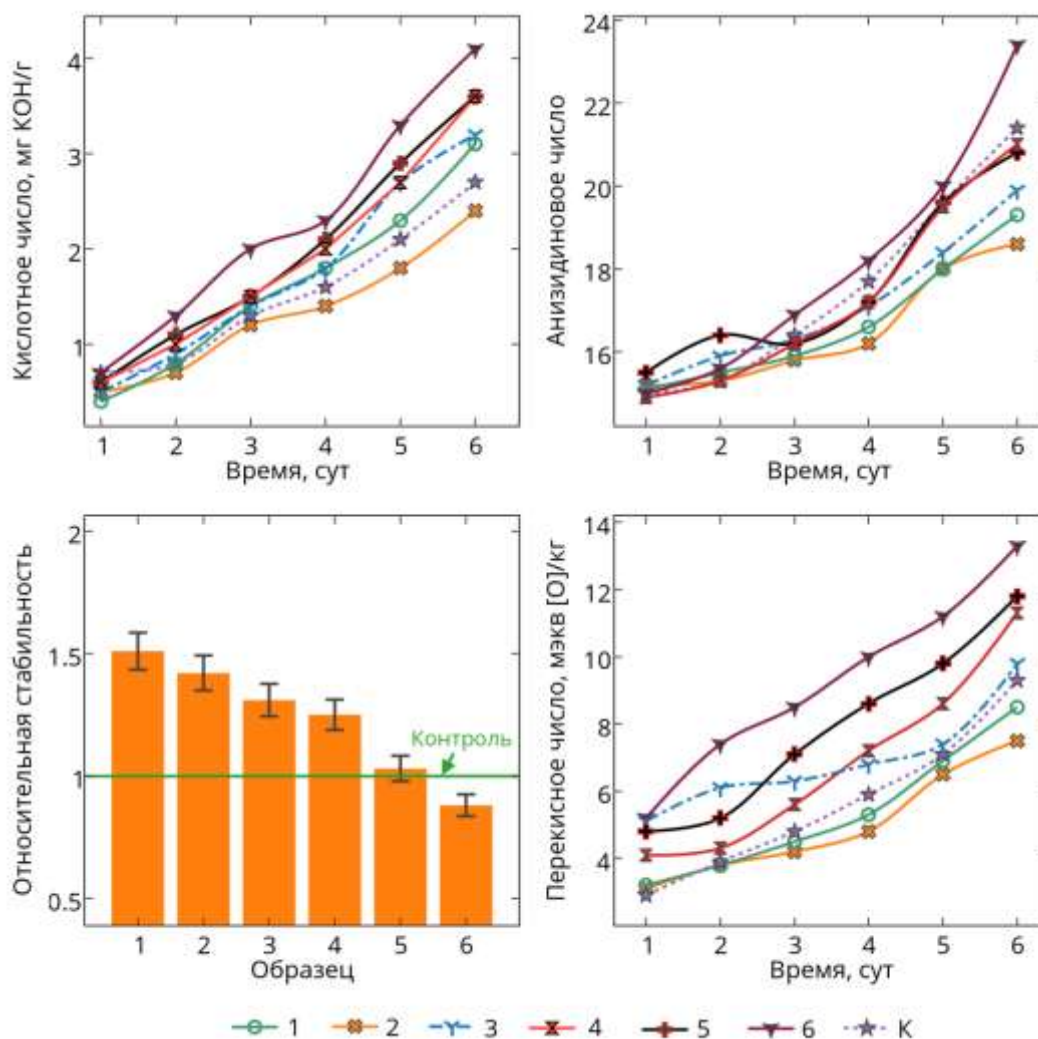 Кислотное число, мг KOH/г
4
3
2
1
1 2 3 4 5 6
Время, сут
Анизидиновое число
24
22
20
18
16
1 2 3 4 5 6
Время, сут
Относительная стабильность
2
1.5
1
0.5
Контроль
1 2 3 4 5 6
Образец
Перекисное число, мэкв [O]/кг
14
12
10
8
6
4
1 2 3 4 5 6
Время, сут
1 2 3 4 5 6 K